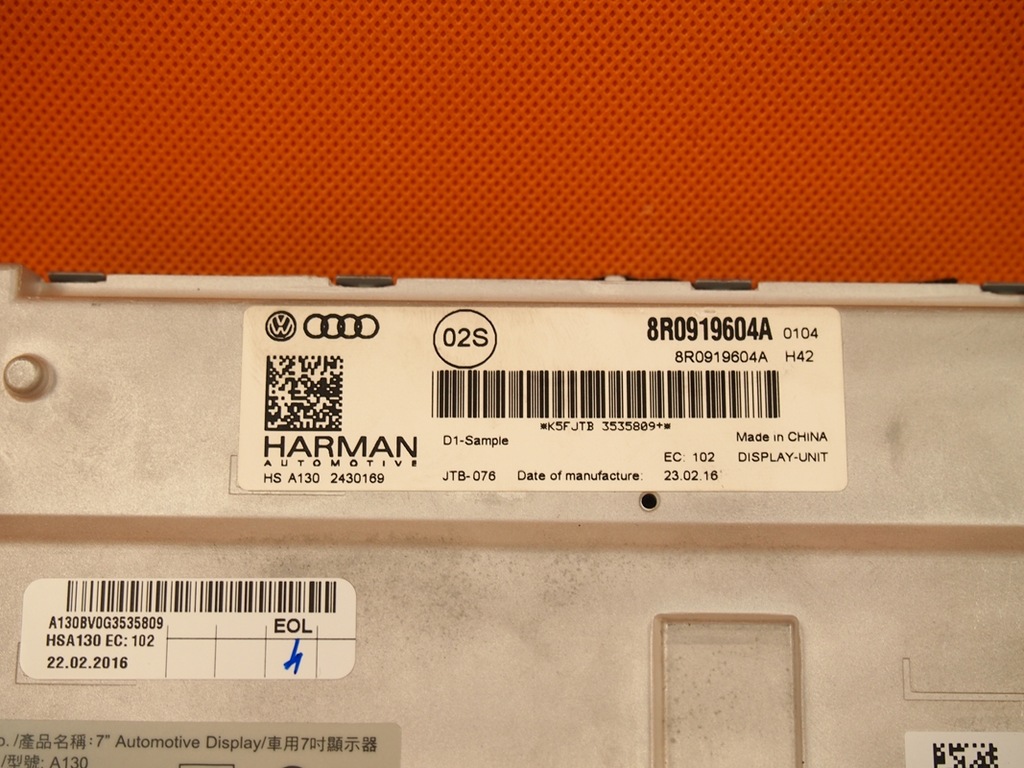 02S
8R0919604A 0104
8R0919604A H42
*K5FJTB 3535809+*
HARMAN
AUTOMOTIVE
D1-Sample
Made in CHINA
EC: 102 DISPLAY-UNIT
HS A130 2430169 JTB-076 Date of manufacture: 23.02.16
A130BV0G3535809
EOL
HSA130 EC: 102
22.02.2016
4
o. /產品名稱: 7" Automotive Display/車用7吋顯示器
/型號: A130